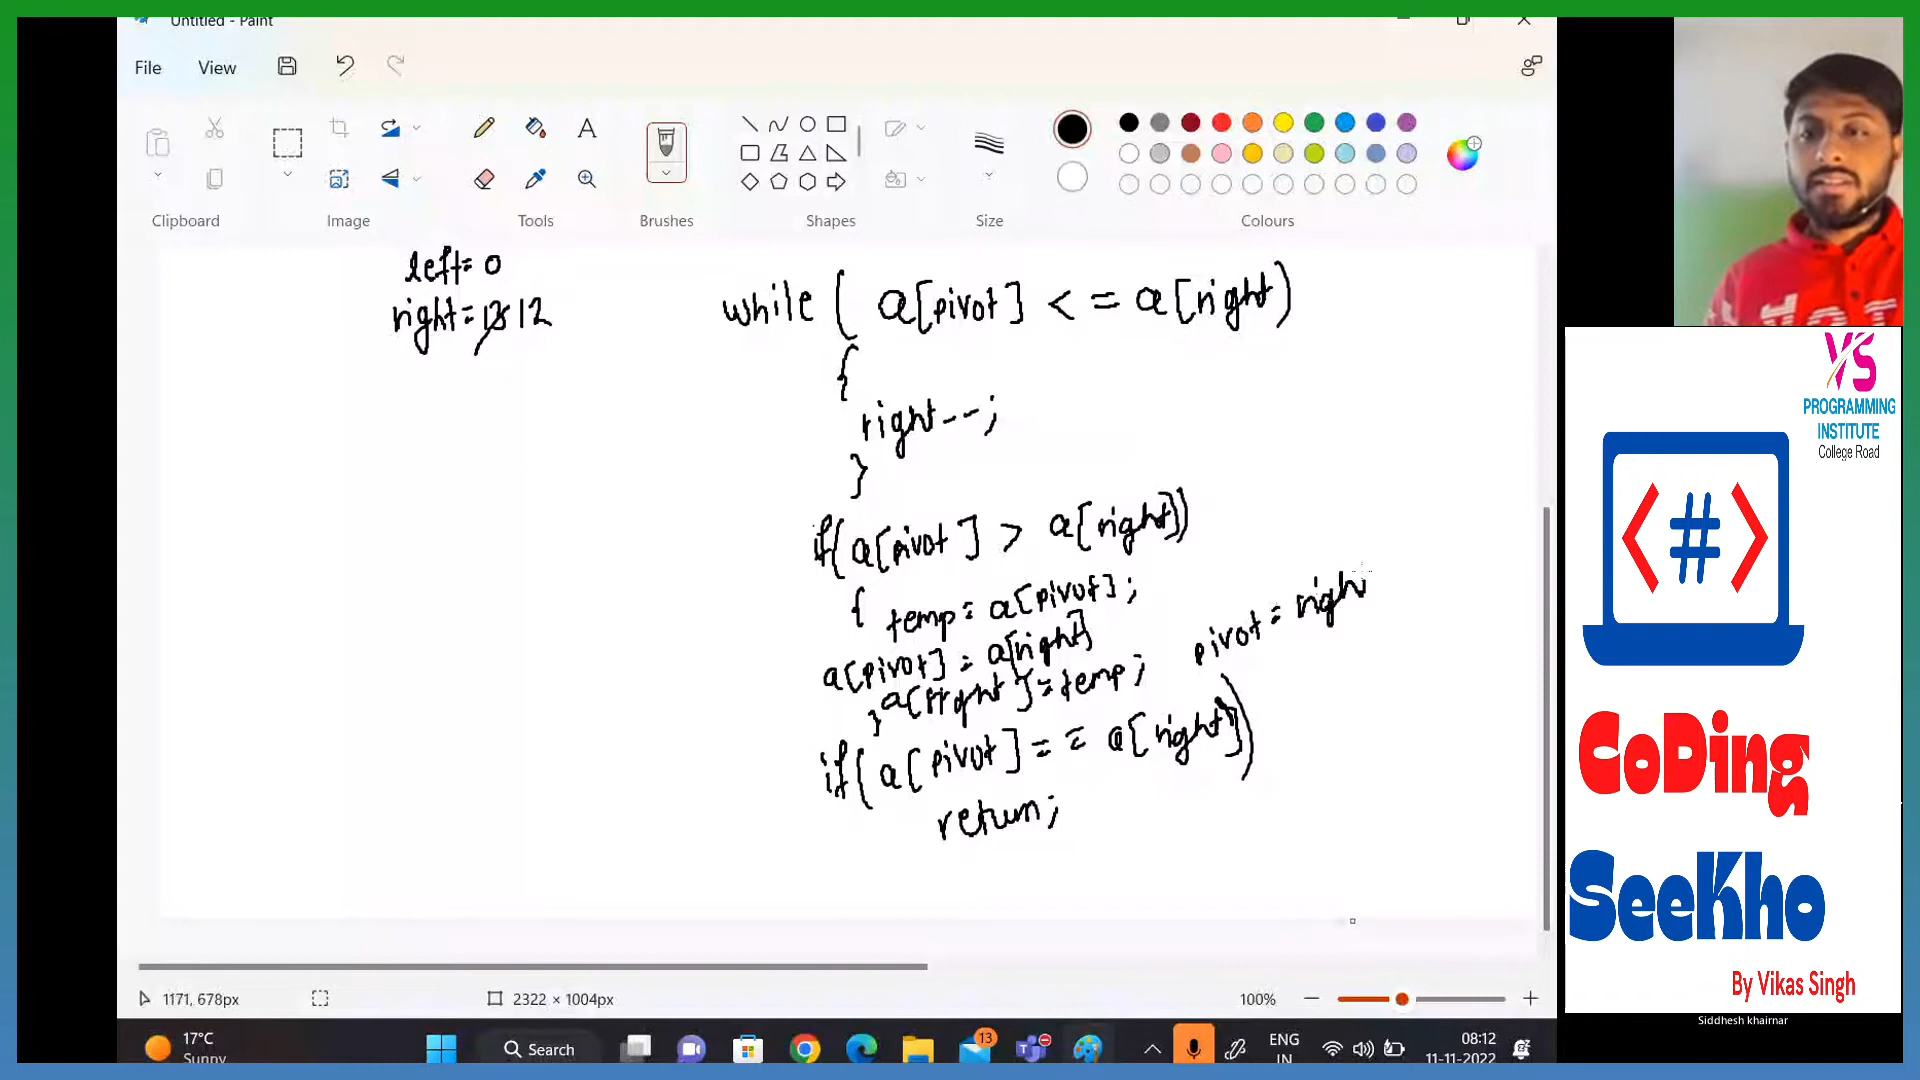 Untitled - Paint
File View
Clipboard Image Tools Brushes Shapes Size Colours
left= 0
right= 13 12
while ( a[pivot] <= a[right)
{
right--;
}
if( a[pivot] > a[right])
{ temp= a[pivot];
a[pivot] = a[right]
a[right]=temp; pivot= righ
}
if( a[pivot] == a[right])
return;
1171, 678px
2322 × 1004px
100%
17°C
Sunny
Search
13
ENG
IN
08:12
11-11-2022
VS
PROGRAMMING
INSTITUTE
College Road
<#>
CoDing
SeeKho
By Vikas Singh
Siddhesh khairnar